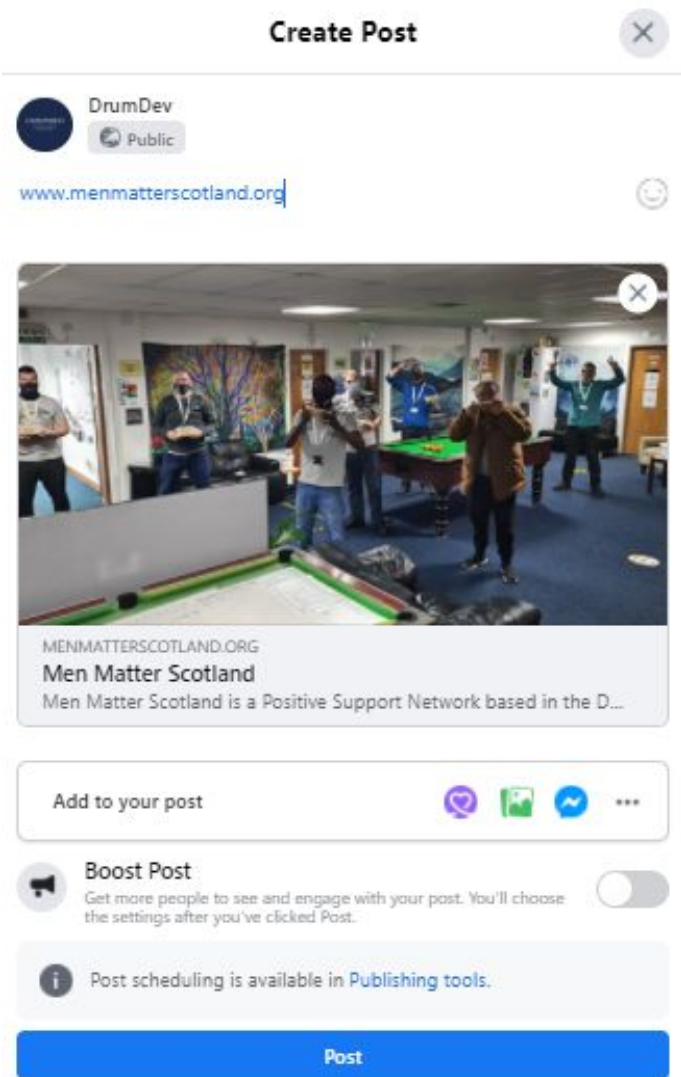 Create Post
DrumDev
Public
www.menmatterscotland.org
MENMATTERSCOTLAND.ORG
Men Matter Scotland
Men Matter Scotland is a Positive Support Network based in the D...
Add to your post
Boost Post
Get more people to see and engage with your post. You'll choose
the settings after you've clicked Post.
Post scheduling is available in Publishing tools.
Post